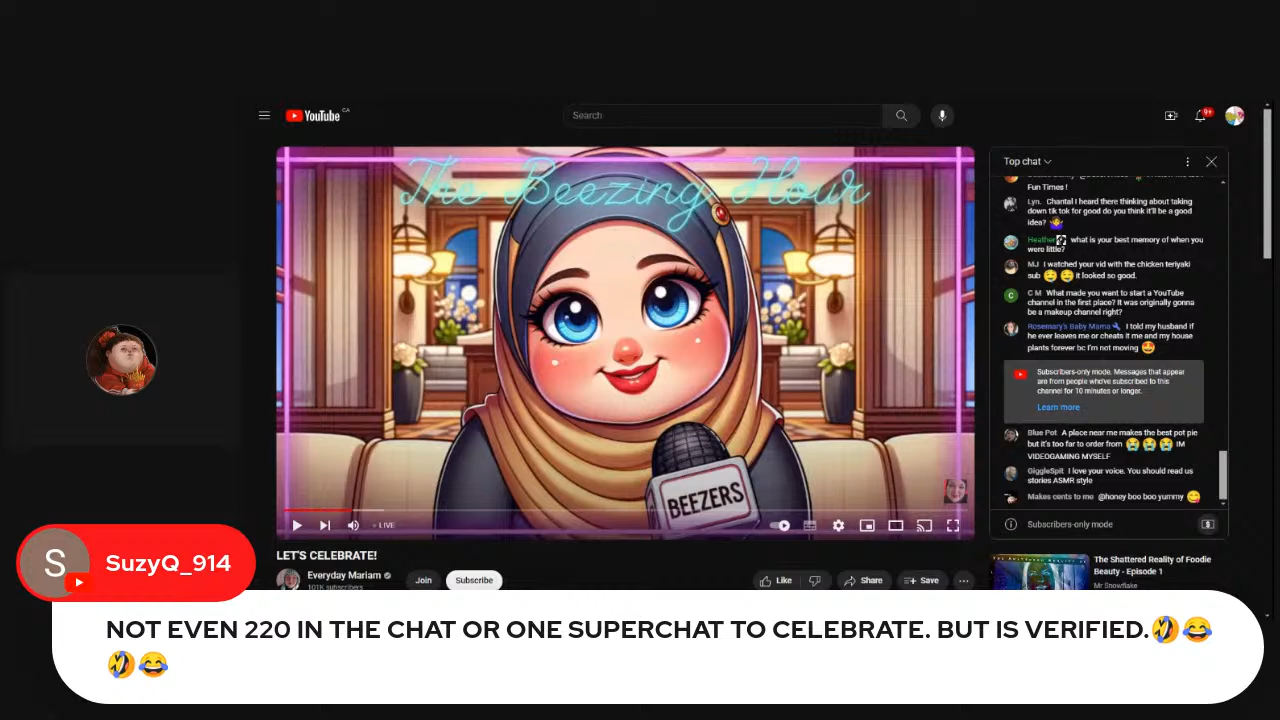 YouTube CA
Search
9+
The Beezing Hour
BEEZERS
LIVE
LET'S CELEBRATE!
Everyday Mariam
101K subscribers
Join
Subscribe
Like
Share
Save
Top chat
Fun Times !
Lyn. Chantal I heard there thinking about taking
down tik tok for good do you think it'll be a good
idea? 🤷‍♀️
Heather what is your best memory of when you
were little?
MJ I watched your vid with the chicken teriyaki
sub 🤤 🤤 it looked so good.
C M What made you want to start a YouTube
channel in the first place? It was originally gonna
be a makeup channel right?
Rosemary's Baby Mama I told my husband if
he ever leaves me or cheats it me and my house
plants forever bc I'm not moving 🤩
Subscribers-only mode. Messages that appear
are from people who've subscribed to this
channel for 10 minutes or longer.
Learn more
Blue Pot A place near me makes the best pot pie
but it's too far to order from 😭 😭 😭 IM
VIDEOGAMING MYSELF
GiggleSpit I love your voice. You should read us
stories ASMR style
Makes cents to me @honey boo boo yummy 😋
Subscribers-only mode
The Shattered Reality of Foodie
Beauty - Episode 1
Mr Snowflake
S
SuzyQ_914
NOT EVEN 220 IN THE CHAT OR ONE SUPERCHAT TO CELEBRATE. BUT IS VERIFIED.🤣😂
🤣😂